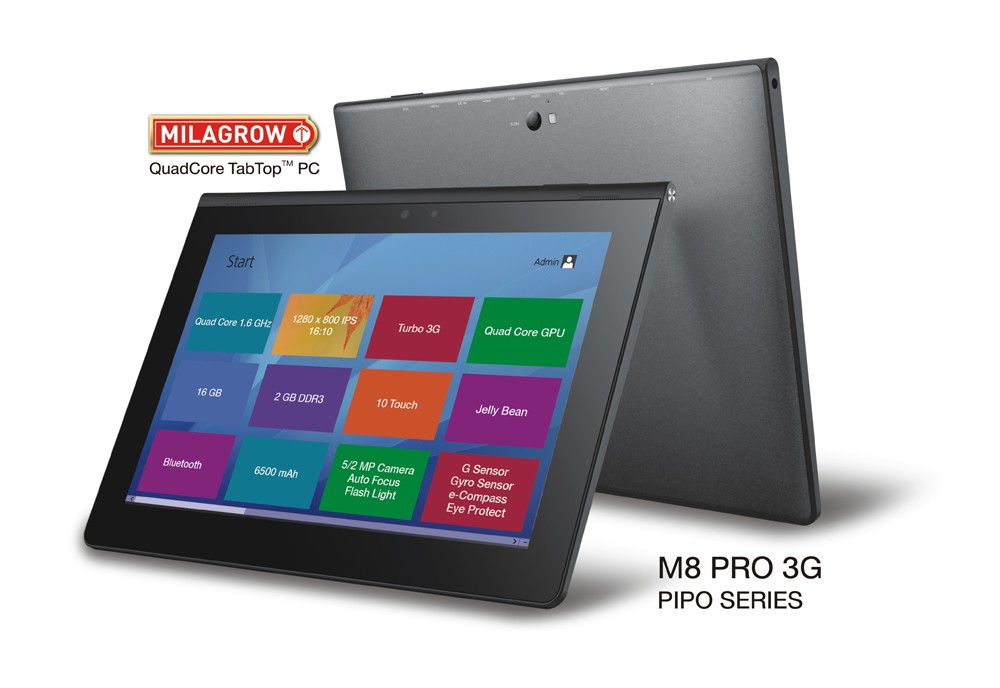 MILAGROW
QuadCore TabTop™ PC
Start
Admin
Quad Core 1.6 GHz
1280 x 800 IPS
16:10
Turbo 3G
Quad Core GPU
16 GB
2 GB DDR3
10 Touch
Jelly Bean
Bluetooth
6500 mAh
5/2 MP Camera
Auto Focus
Flash Light
G Sensor
Gyro Sensor
e-Compass
Eye Protect
M8 PRO 3G
PIPO SERIES